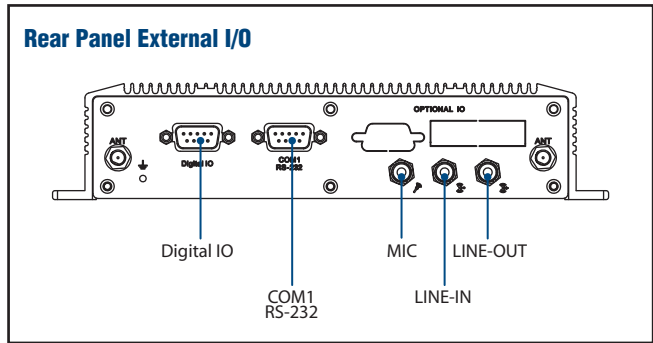 Rear Panel External I/O
OPTIONAL IO
ANT
ANT
Digital IO
COM1
RS-232
Digital IO
MIC
LINE-OUT
COM1
RS-232
LINE-IN